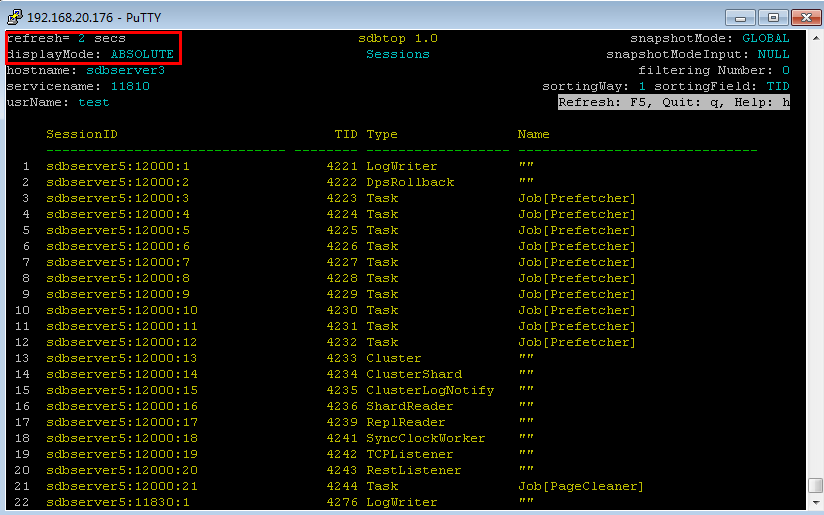 192.168.20.176 - PuTTY
refresh= 2 secs sdbtop 1.0 snapshotMode: GLOBAL
displayMode: ABSOLUTE Sessions snapshotModeInput: NULL
hostname: sdbserver3 filtering Number: 0
servicename: 11810 sortingWay: 1 sortingField: TID
usrName: test Refresh: F5, Quit: q, Help: h
SessionID TID Type Name
------------------------------ -------- ------------------ ------------------------------
1 sdbserver5:12000:1 4221 LogWriter ""
2 sdbserver5:12000:2 4222 DpsRollback ""
3 sdbserver5:12000:3 4223 Task Job[Prefetcher]
4 sdbserver5:12000:4 4224 Task Job[Prefetcher]
5 sdbserver5:12000:5 4225 Task Job[Prefetcher]
6 sdbserver5:12000:6 4226 Task Job[Prefetcher]
7 sdbserver5:12000:7 4227 Task Job[Prefetcher]
8 sdbserver5:12000:8 4228 Task Job[Prefetcher]
9 sdbserver5:12000:9 4229 Task Job[Prefetcher]
10 sdbserver5:12000:10 4230 Task Job[Prefetcher]
11 sdbserver5:12000:11 4231 Task Job[Prefetcher]
12 sdbserver5:12000:12 4232 Task Job[Prefetcher]
13 sdbserver5:12000:13 4233 Cluster ""
14 sdbserver5:12000:14 4234 ClusterShard ""
15 sdbserver5:12000:15 4235 ClusterLogNotify ""
16 sdbserver5:12000:16 4236 ShardReader ""
17 sdbserver5:12000:17 4239 ReplReader ""
18 sdbserver5:12000:18 4241 SyncClockWorker ""
19 sdbserver5:12000:19 4242 TCPListener ""
20 sdbserver5:12000:20 4243 RestListener ""
21 sdbserver5:12000:21 4244 Task Job[PageCleaner]
22 sdbserver5:11830:1 4276 LogWriter ""